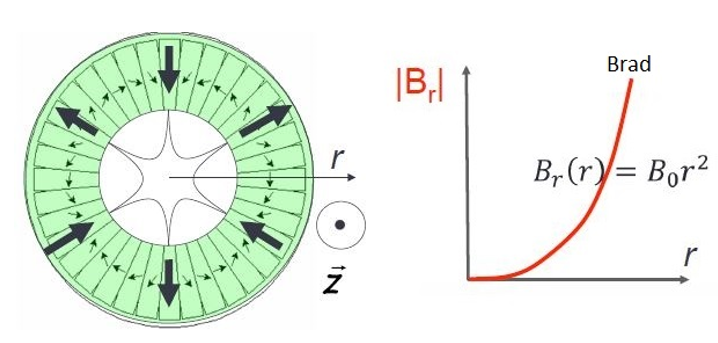 r
z⃗
|Bᵣ|
Brad
Bᵣ(r) = B₀r²
r